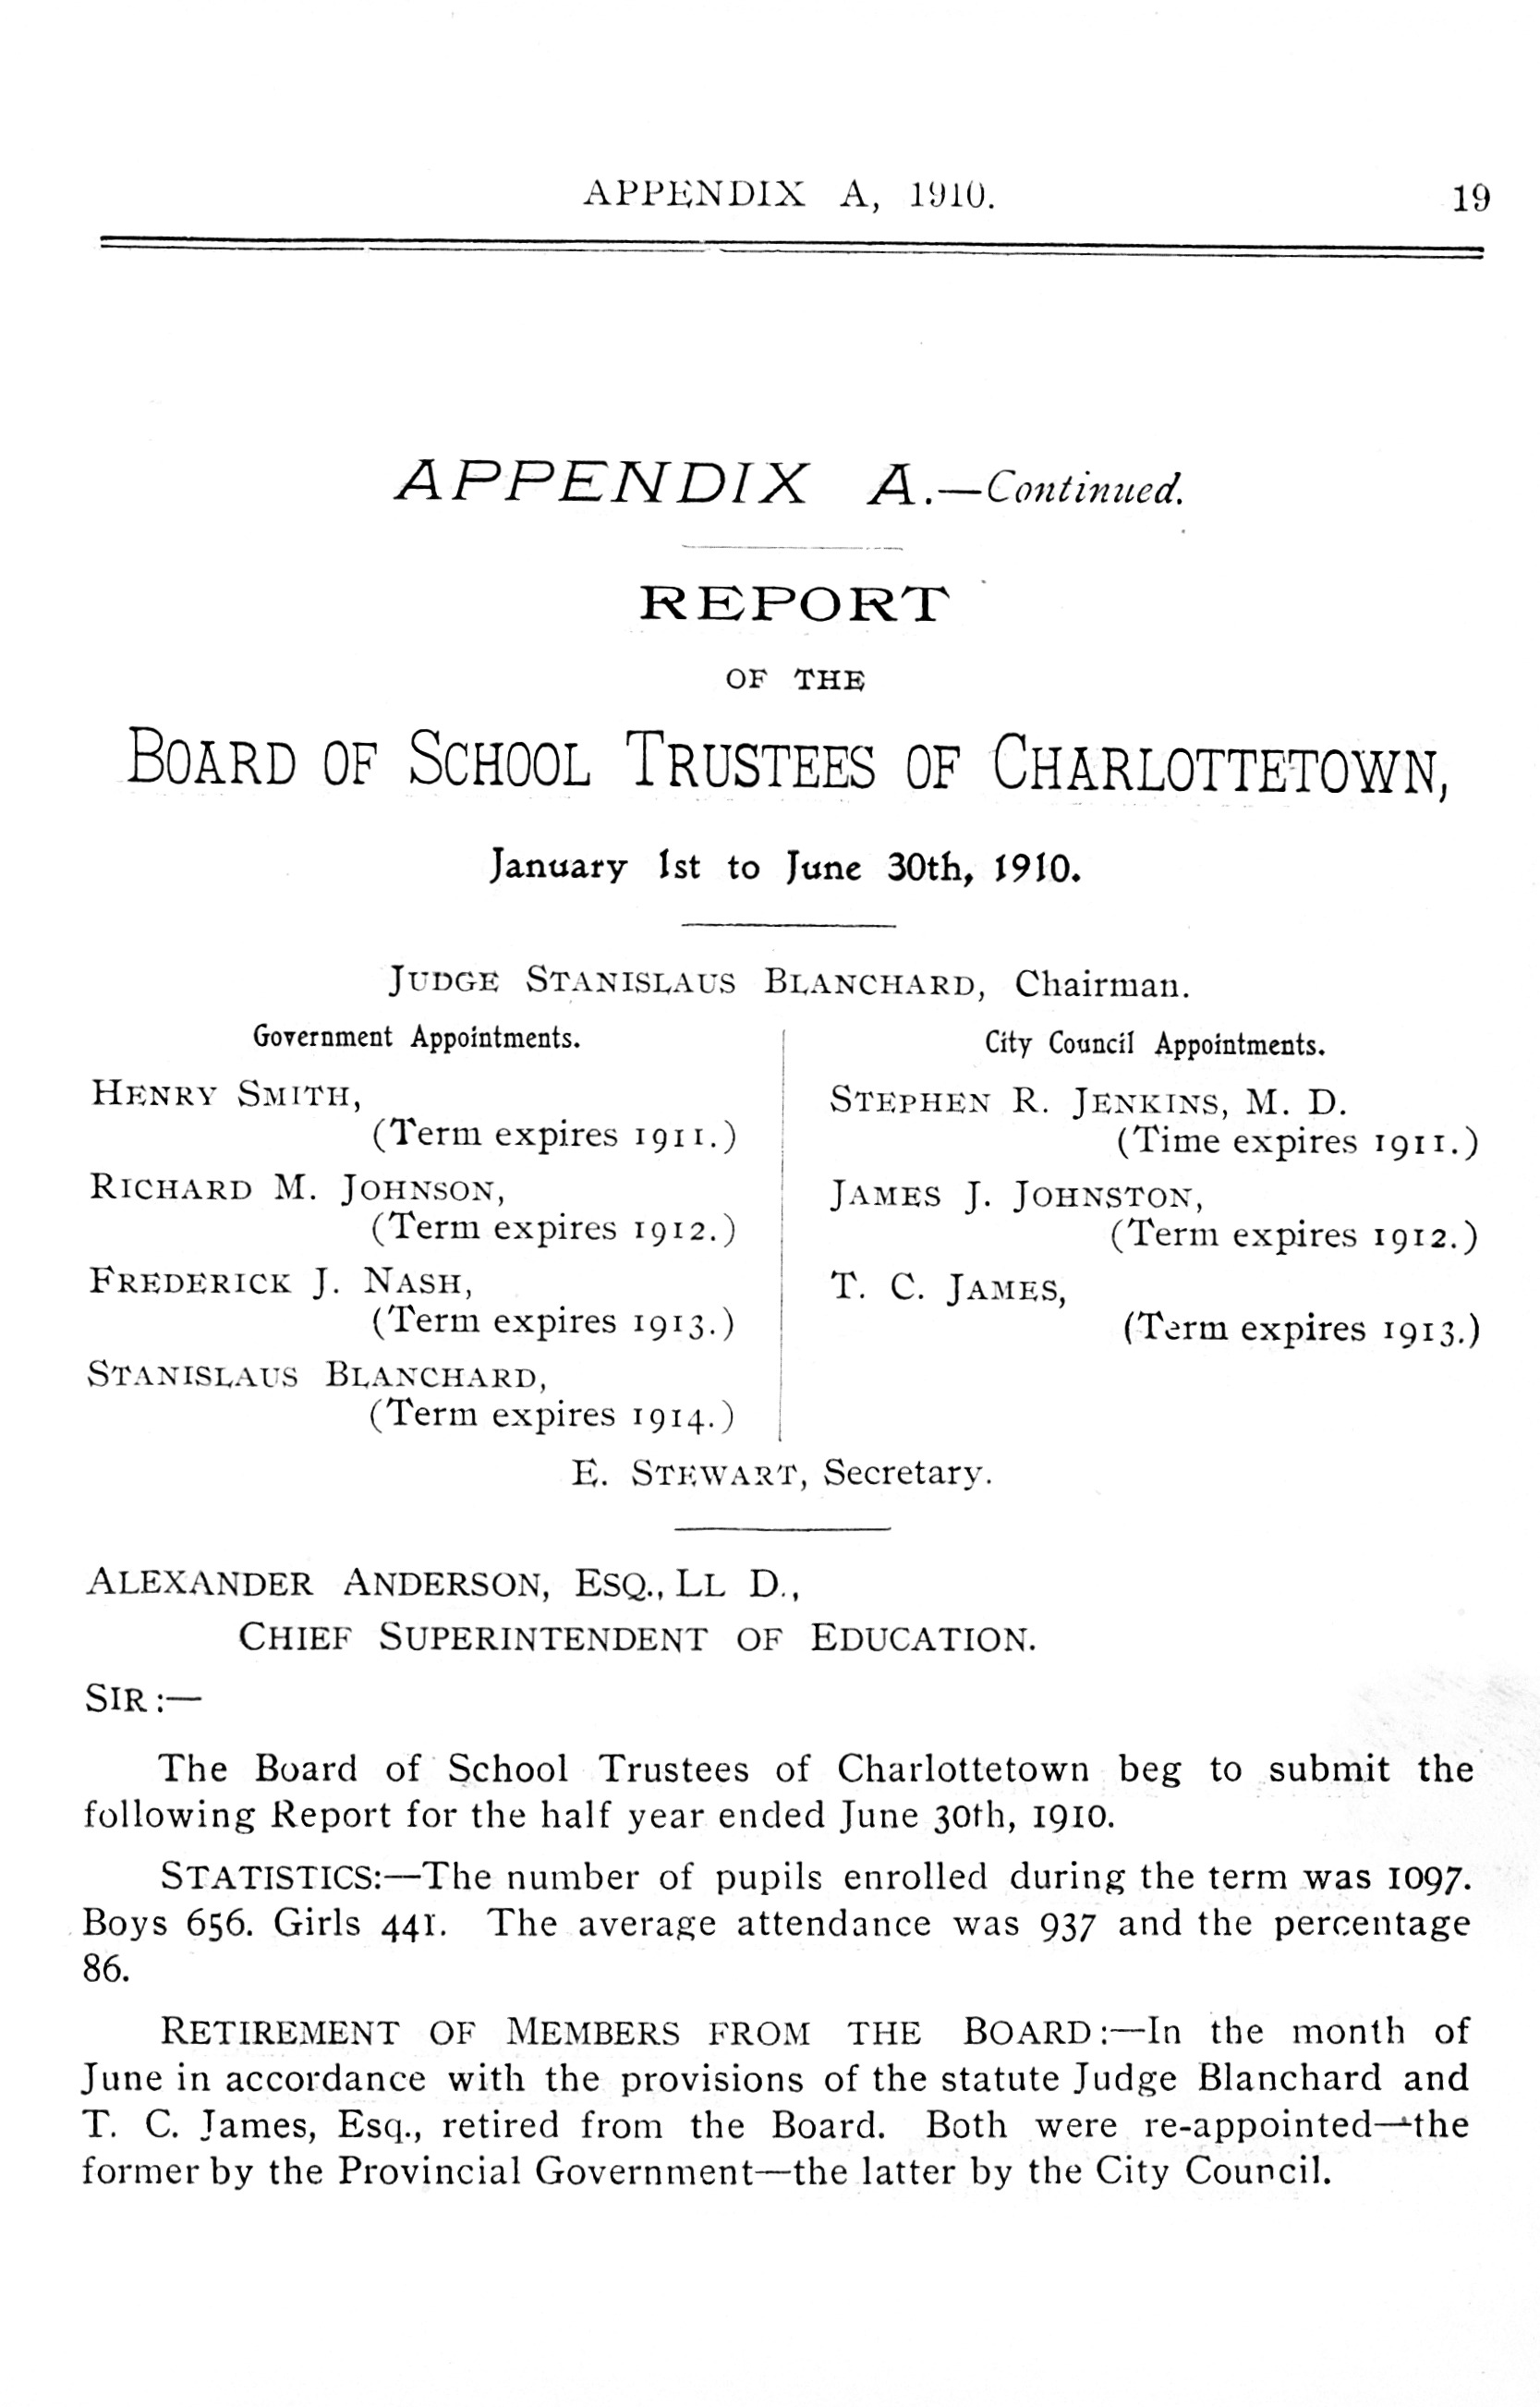 APPENDIX A, 1910. 19
APPENDIX A.—Continued.
REPORT
OF THE
BOARD OF SCHOOL TRUSTEES OF CHARLOTTETOWN,
January 1st to June 30th, 1910.
JUDGE STANISLAUS BLANCHARD, Chairman.
Government Appointments.
HENRY SMITH,
(Term expires 1911.)
RICHARD M. JOHNSON,
(Term expires 1912.)
FREDERICK J. NASH,
(Term expires 1913.)
STANISLAUS BLANCHARD,
(Term expires 1914.)
City Council Appointments.
STEPHEN R. JENKINS, M. D.
(Time expires 1911.)
JAMES J. JOHNSTON,
(Term expires 1912.)
T. C. JAMES,
(Term expires 1913.)
E. STEWART, Secretary.
ALEXANDER ANDERSON, ESQ., LL D.,
CHIEF SUPERINTENDENT OF EDUCATION.
SIR:—
The Board of School Trustees of Charlottetown beg to submit the
following Report for the half year ended June 30th, 1910.
STATISTICS:—The number of pupils enrolled during the term was 1097.
Boys 656. Girls 441. The average attendance was 937 and the percentage
86.
RETIREMENT OF MEMBERS FROM THE BOARD:—In the month of
June in accordance with the provisions of the statute Judge Blanchard and
T. C. James, Esq., retired from the Board. Both were re-appointed—the
former by the Provincial Government—the latter by the City Council.